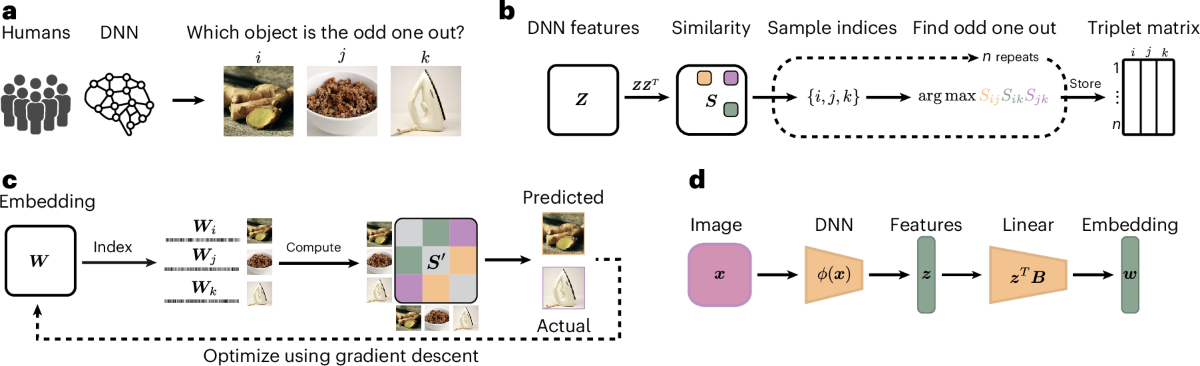 a
Humans
DNN
Which object is the odd one out?
i
j
k
b
DNN features
Similarity
Sample indices
Find odd one out
Triplet matrix
Z
ZZ^T
S
{i, j, k}
n repeats
arg max S_ij S_ik S_jk
Store
i j k
1
⋮
n
c
Embedding
W
Index
W_i
W_j
W_k
Compute
S′
Predicted
Actual
Optimize using gradient descent
d
Image
DNN
Features
Linear
Embedding
x
ϕ(x)
z
z^T B
w